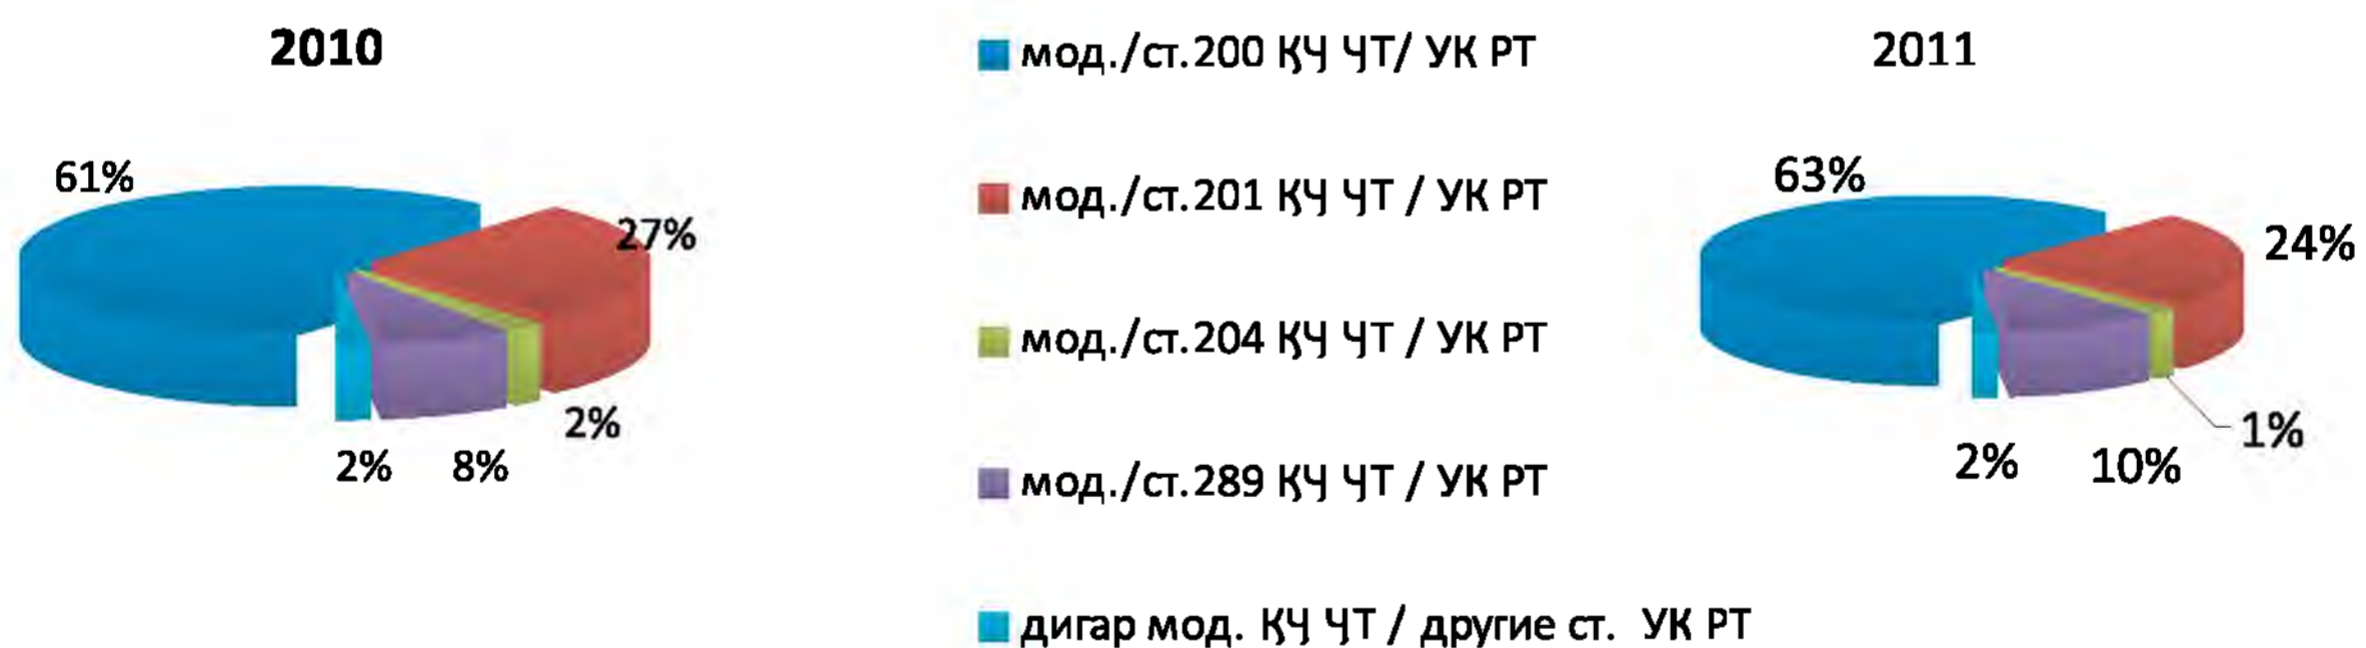 2010
61%
27%
2%
8%
2%
мод./ст.200 ҚҶ ҶТ/ УК РТ
мод./ст.201 ҚҶ ҶТ / УК РТ
мод./ст.204 ҚҶ ҶТ / УК РТ
мод./ст.289 ҚҶ ҶТ / УК РТ
дигар мод. ҚҶ ҶТ / другие ст. УК РТ
2011
63%
24%
1%
10%
2%